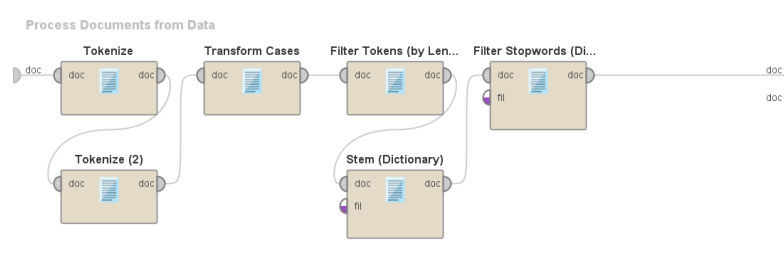 Process Documents from Data
Tokenize
Transform Cases
Filter Tokens (by Len...
Filter Stopwords (Di...
doc
doc doc
doc doc
doc doc
doc doc
doc
fil
doc
Tokenize (2)
Stem (Dictionary)
doc doc
doc doc
fil